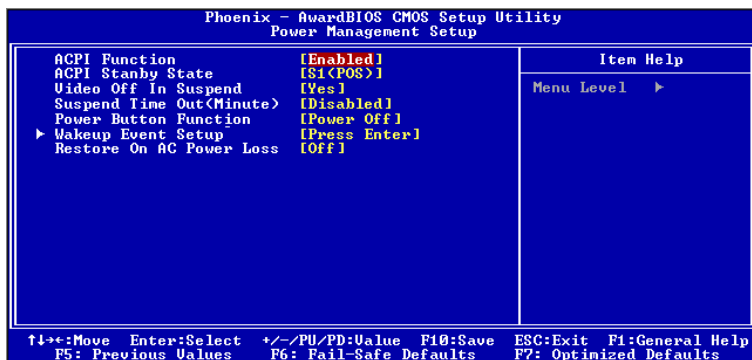 Phoenix - AwardBIOS CMOS Setup Utility
Power Management Setup
ACPI Function [Enabled]
ACPI Stanby State [S1(POS)]
Video Off In Suspend [Yes]
Suspend Time Out(Minute) [Disabled]
Power Button Function [Power Off]
▶ Wakeup Event Setup [Press Enter]
Restore On AC Power Loss [Off]
Item Help
Menu Level ▶
↑↓→←:Move Enter:Select +/-/PU/PD:Value F10:Save ESC:Exit F1:General Help
F5: Previous Values F6: Fail-Safe Defaults F7: Optimized Defaults